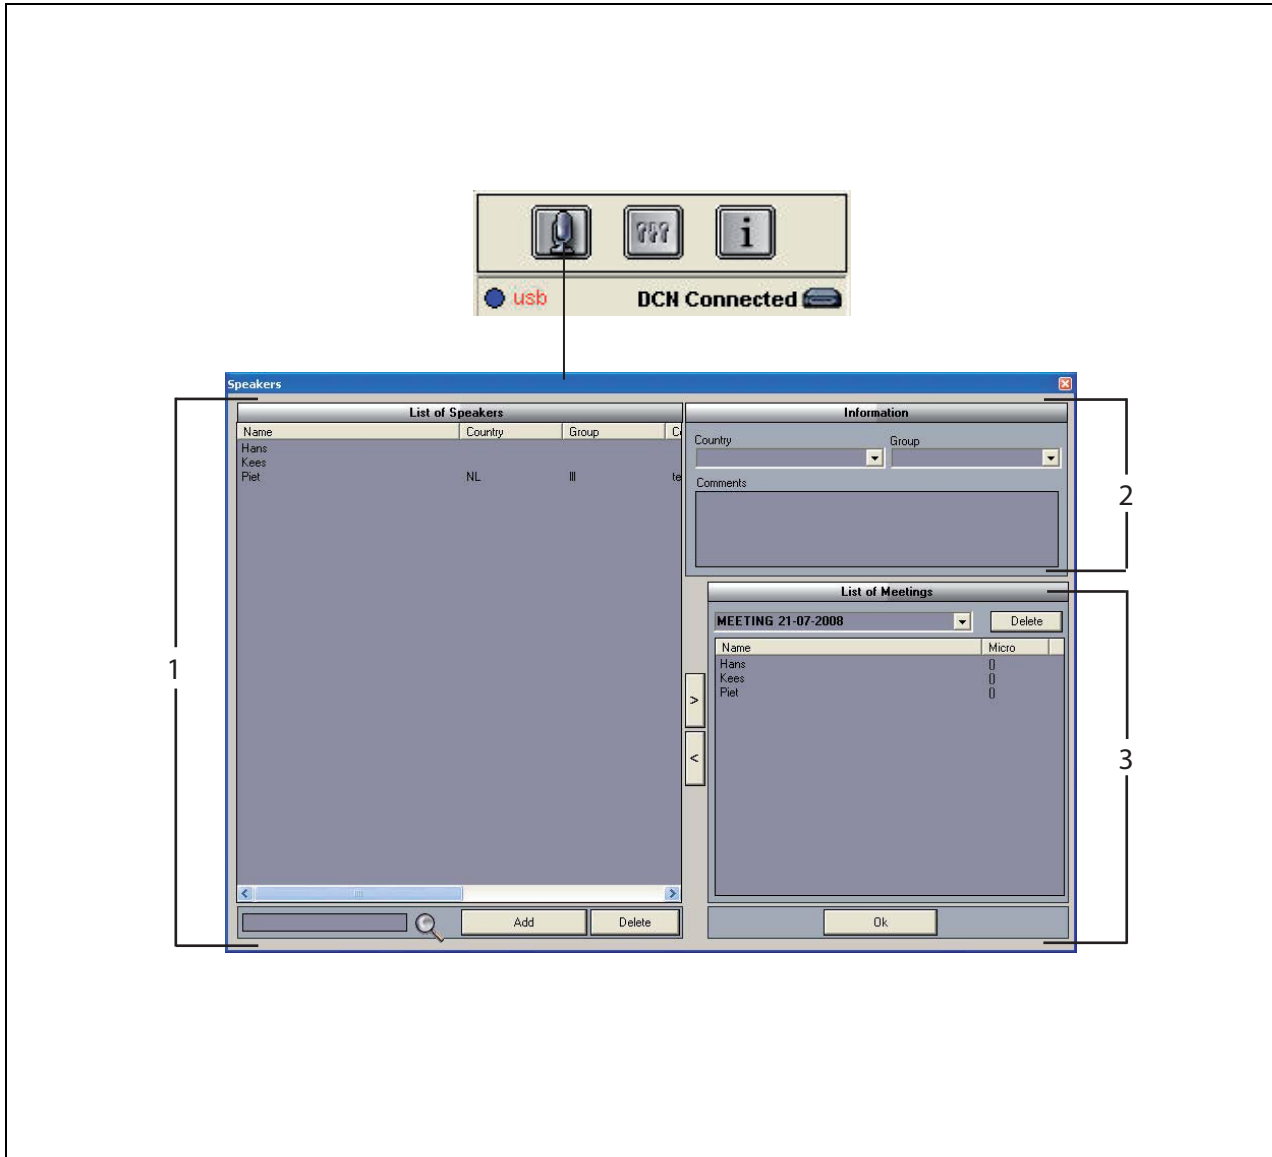 i
usb DCN Connected
Speakers
1
List of Speakers
Name Country Group
Hans
Kees
Piet NL III te
Add Delete
Information
Country Group
Comments
2
>
<
List of Meetings
MEETING 21-07-2008 Delete
Name Micro
Hans []
Kees []
Piet []
Ok
3